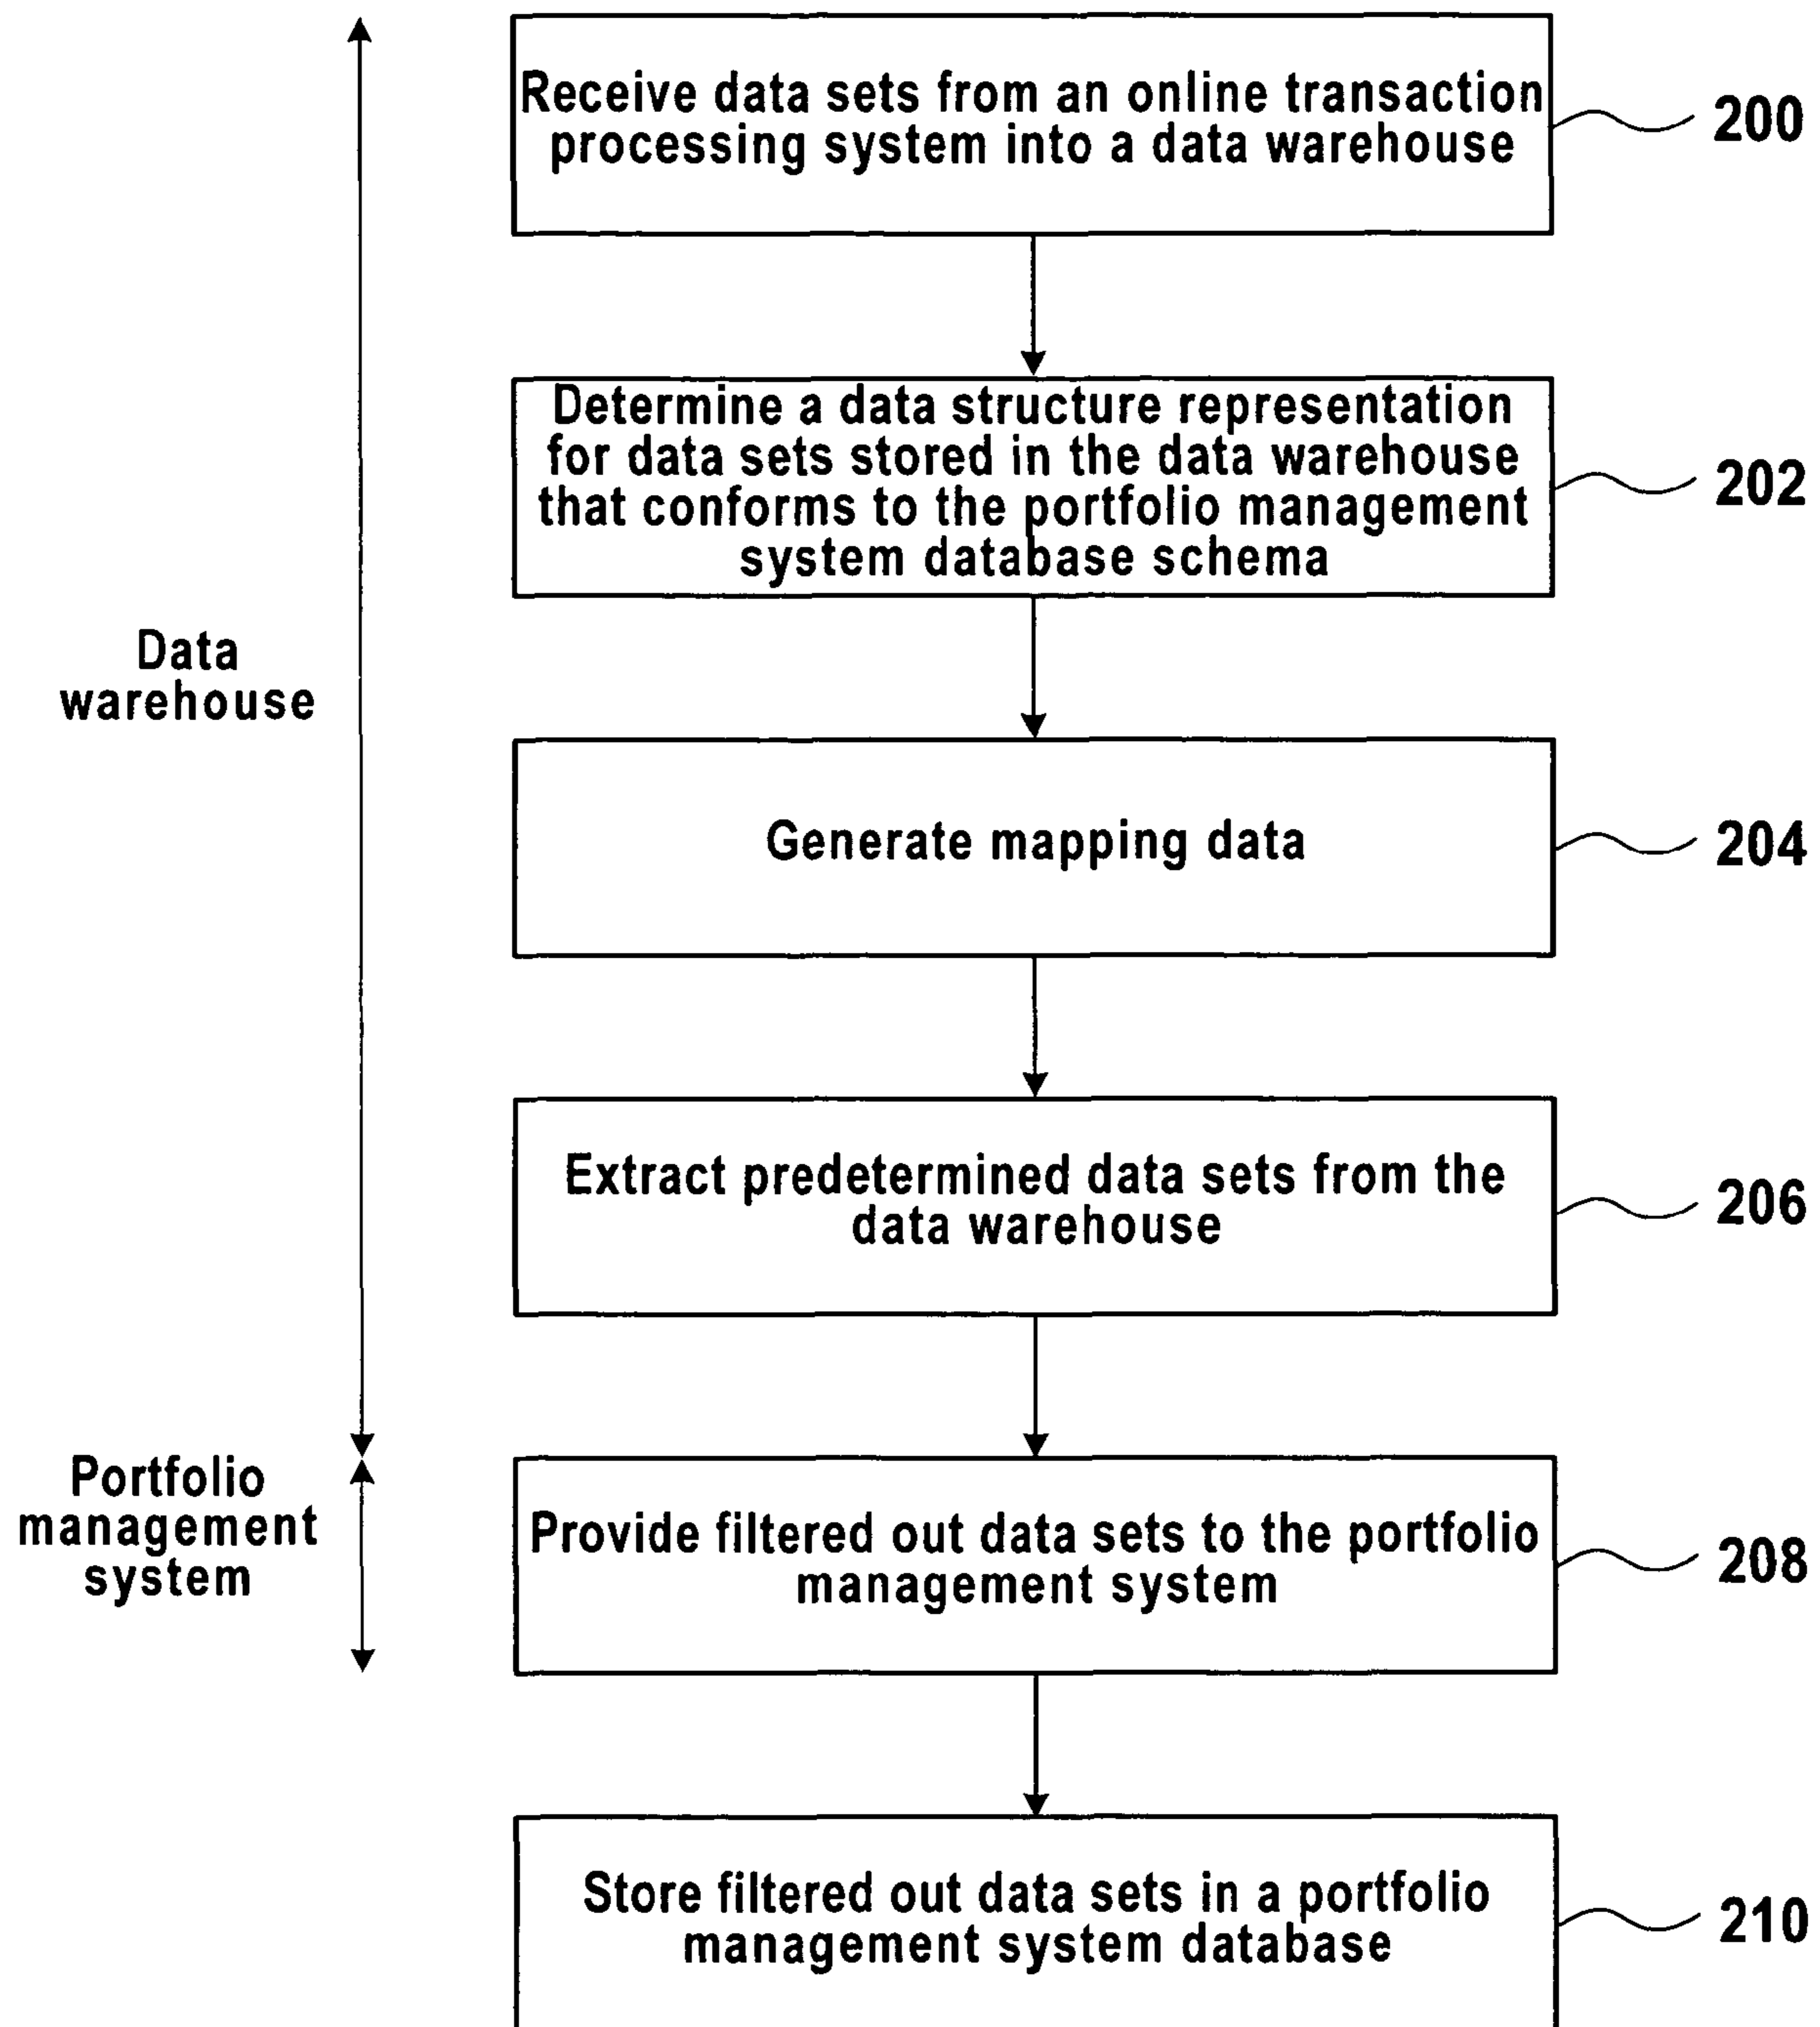 Receive data sets from an online transaction
processing system into a data warehouse
200
Determine a data structure representation
for data sets stored in the data warehouse
that conforms to the portfolio management
system database schema
202
Data
warehouse
Generate mapping data
204
Extract predetermined data sets from the
data warehouse
206
Portfolio
management
system
Provide filtered out data sets to the portfolio
management system
208
Store filtered out data sets in a portfolio
management system database
210